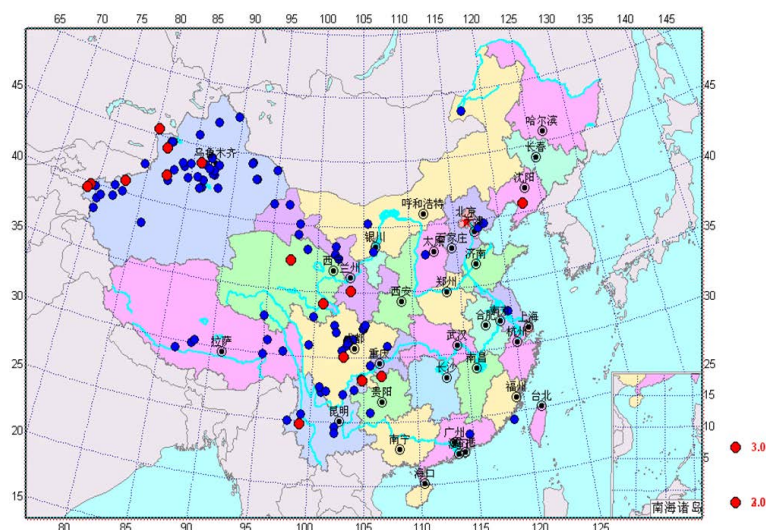 65 70 75 80 85 90 95 100 105 110 115 120 125 130 135 140 145
45 45
哈尔滨
长春
乌鲁木齐
40 沈阳 40
呼和浩特
北京
银川 太原 石家庄
35 济南 35
兰州
西安 郑州
30 30
合肥 上海
拉萨 成都 武汉 杭州
重庆
25 长沙 南昌 25
贵阳 福州
昆明 台北
15
20 广州 10
南宁
5
海口
3.0
15
南海诸岛
80 85 90 95 100 105 110 115 120 125